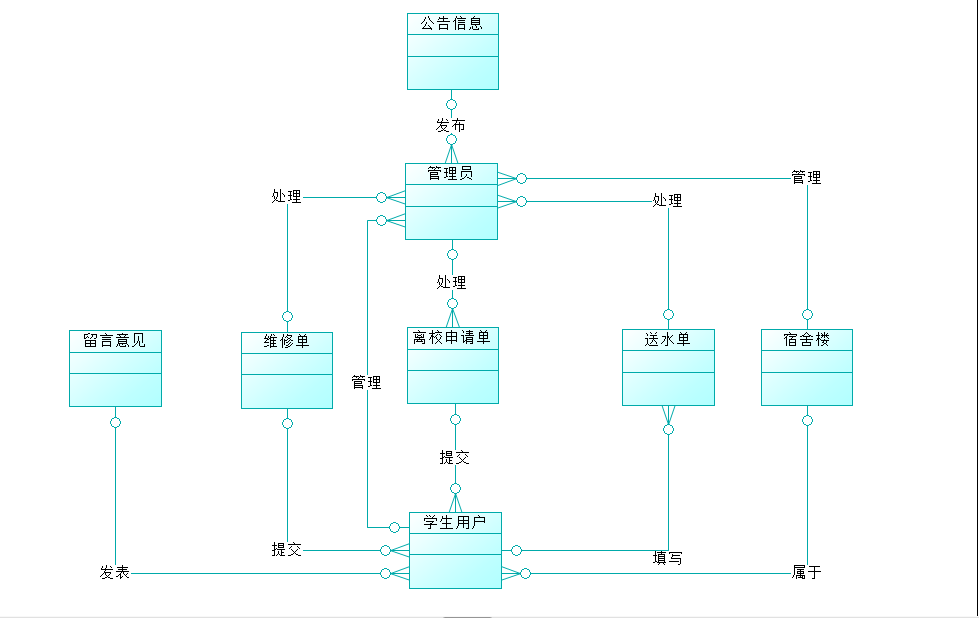 公告信息
发布
管理员
管理
处理
处理
处理
留言意见
维修单
离校申请单
送水单
宿舍楼
管理
提交
学生用户
提交
填写
发表
属于